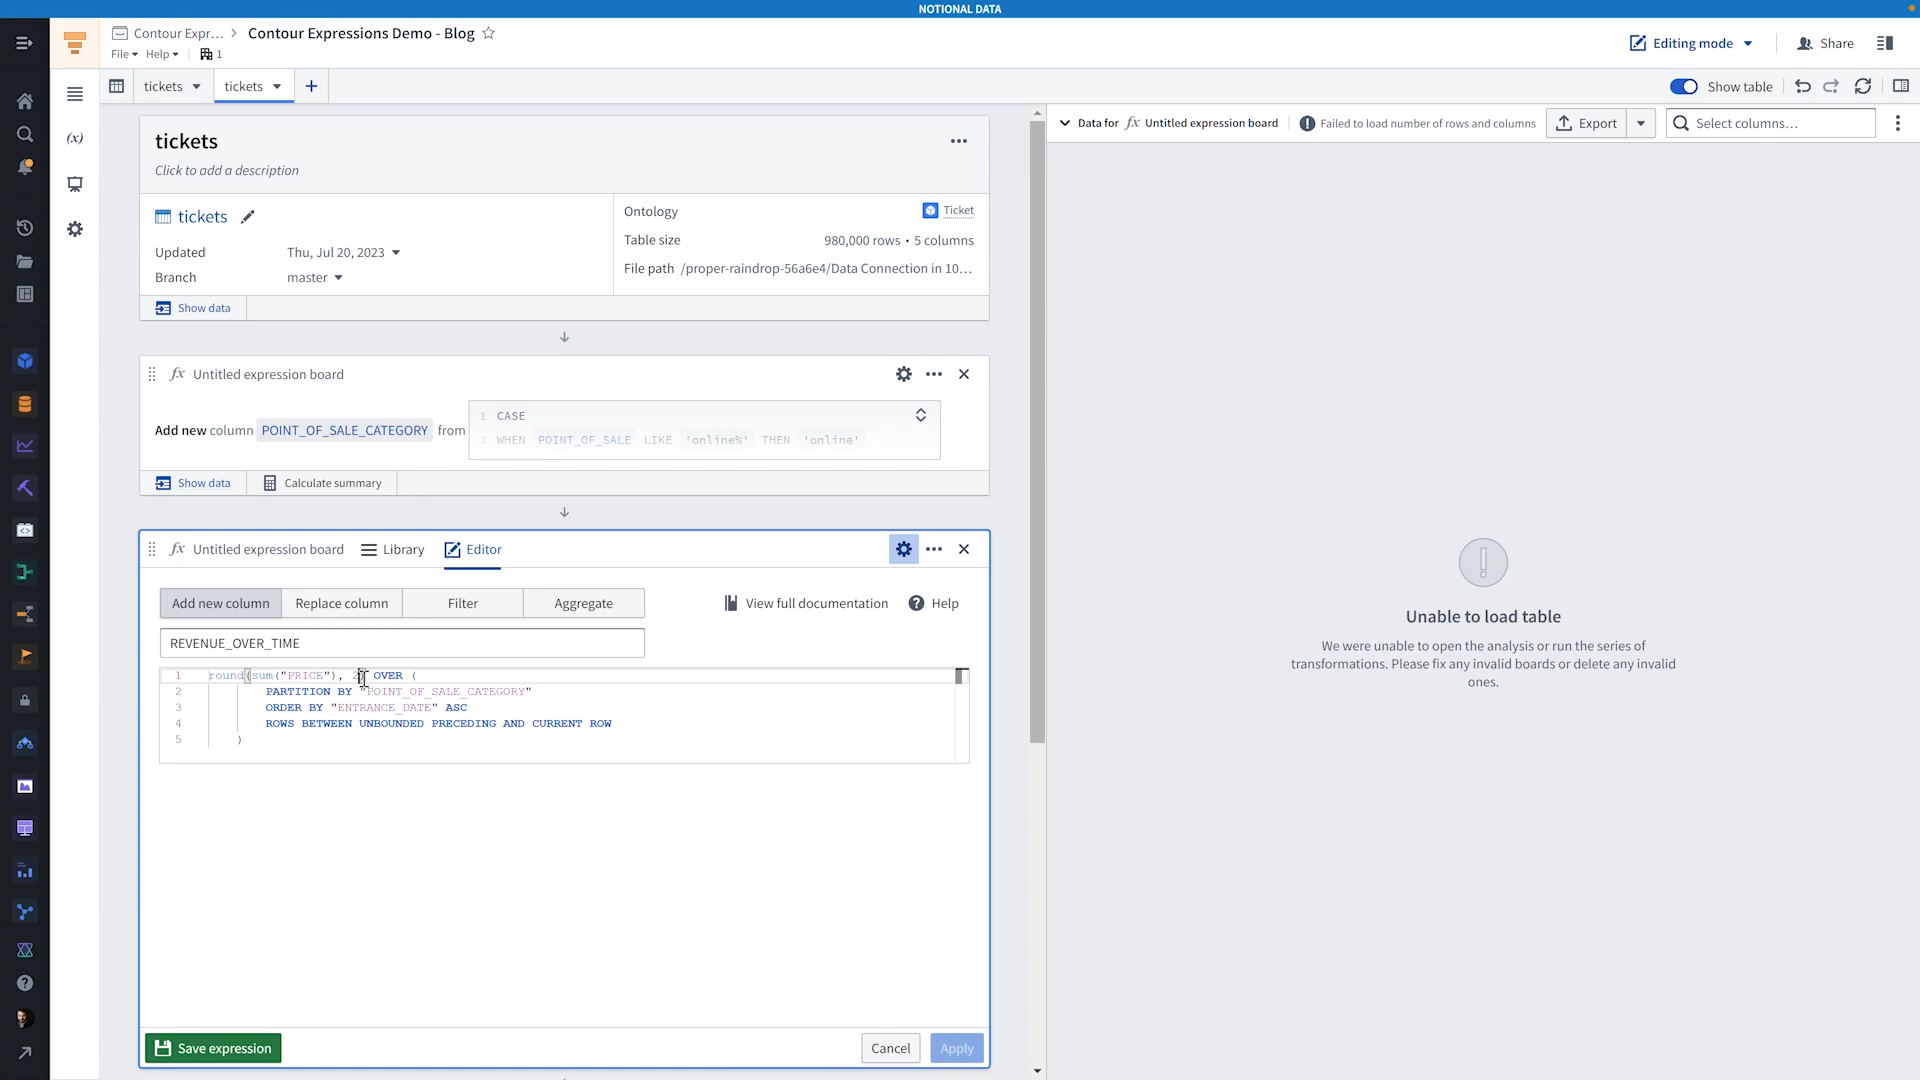 NOTIONAL DATA
Contour Expr... > Contour Expressions Demo - Blog
File Help 1
Editing mode
Share
tickets
tickets
Show table
tickets
Click to add a description
tickets
Updated Thu, Jul 20, 2023
Branch master
Ontology Ticket
Table size 980,000 rows • 5 columns
File path /proper-raindrop-56a6e4/Data Connection in 10...
Show data
fx Untitled expression board
Add new column POINT_OF_SALE_CATEGORY from
1 CASE
2 WHEN POINT_OF_SALE LIKE 'online%' THEN 'online'
Show data Calculate summary
fx Untitled expression board Library Editor
Add new column Replace column Filter Aggregate View full documentation Help
REVENUE_OVER_TIME
1 round(sum("PRICE"), 2) OVER (
2 PARTITION BY "POINT_OF_SALE_CATEGORY"
3 ORDER BY "ENTRANCE_DATE" ASC
4 ROWS BETWEEN UNBOUNDED PRECEDING AND CURRENT ROW
5 )
Save expression Cancel Apply
Data for fx Untitled expression board Failed to load number of rows and columns Export Select columns...
Unable to load table
We were unable to open the analysis or run the series of
transformations. Please fix any invalid boards or delete any invalid
ones.
(x)